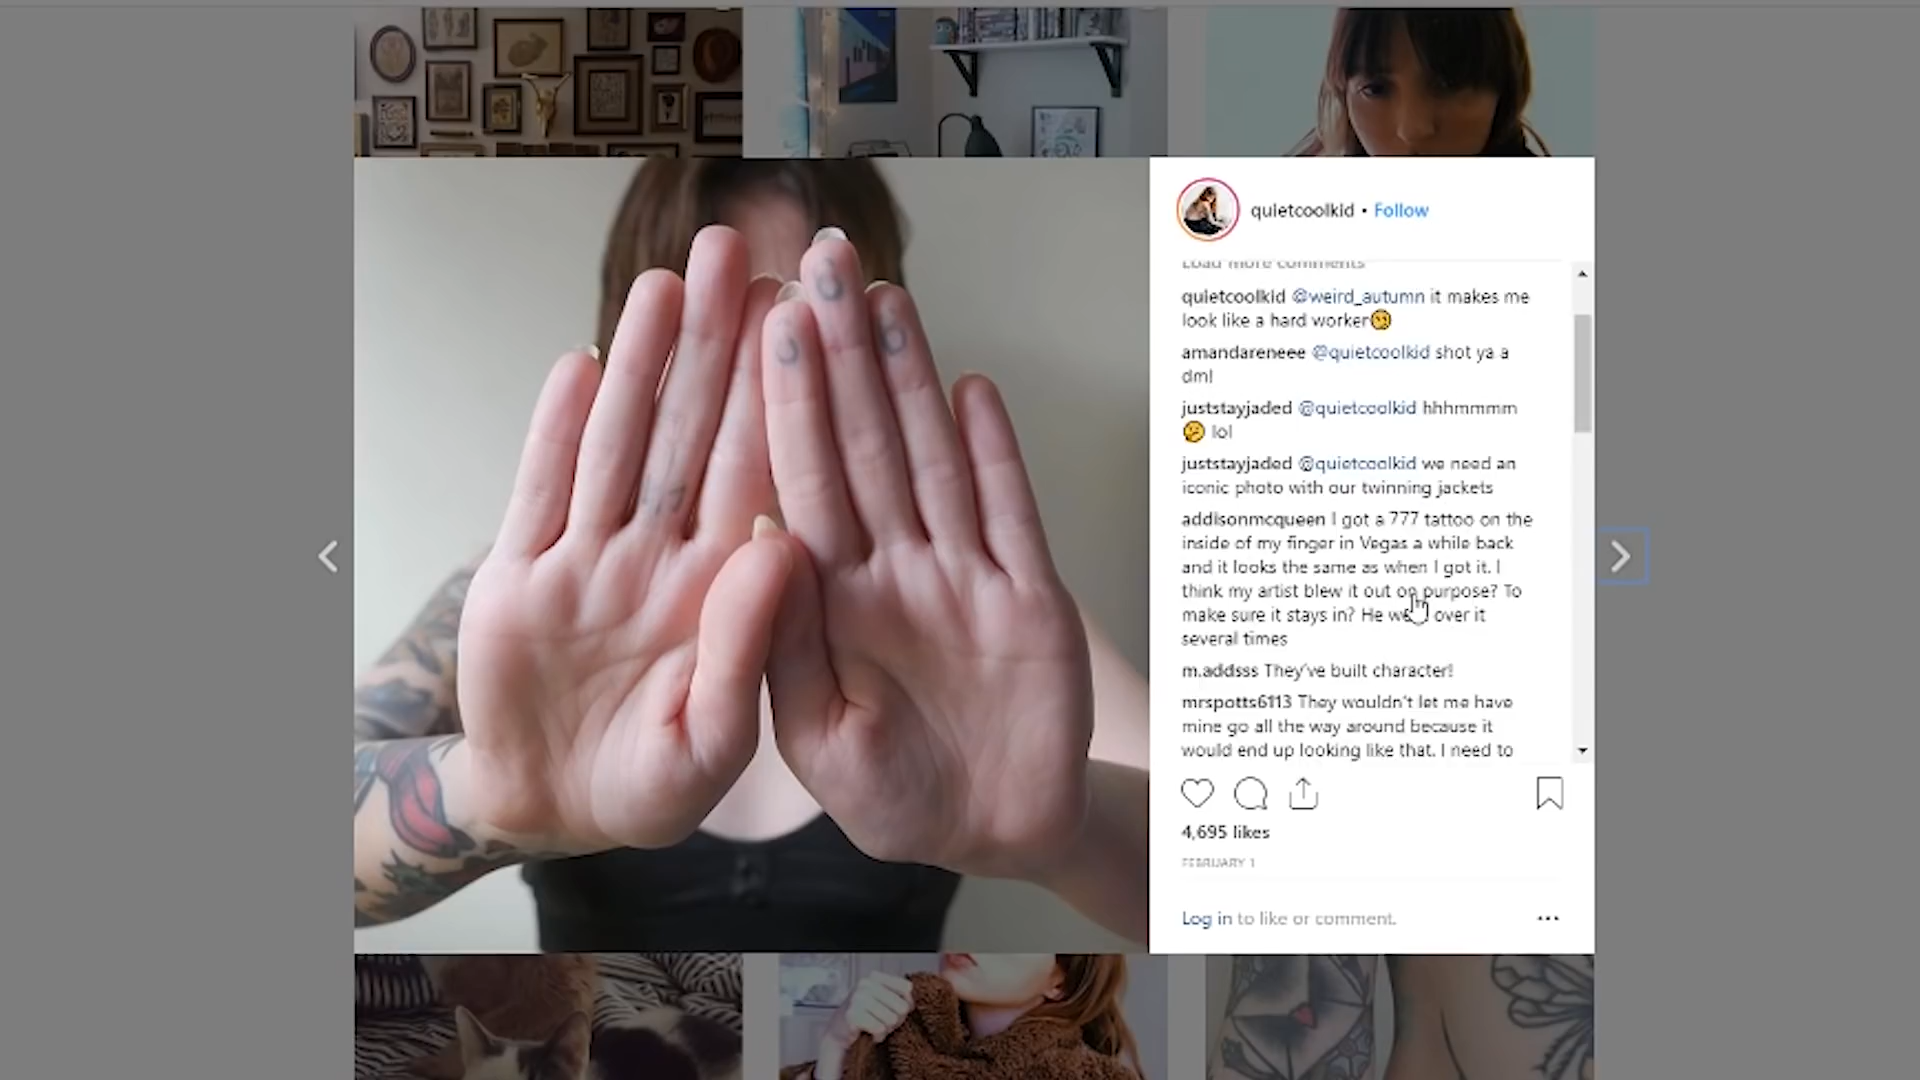 quietcoolkid • Follow
Load more comments
quietcoolkid @weird_autumn it makes me
look like a hard worker
amandareneee @quietcoolkid shot ya a
dm!
juststayjaded @quietcoolkid hhhmmmm
lol
juststayjaded @quietcoolkid we need an
iconic photo with our twinning jackets
addisonmcqueen I got a 777 tattoo on the
inside of my finger in Vegas a while back
and it looks the same as when I got it. I
think my artist blew it out on purpose? To
make sure it stays in? He over it
several times
m.addsss They've built character!
mrspotts6113 They wouldn't let me have
mine go all the way around because it
would end up looking like that. I need to
4,695 likes
FEBRUARY 1
Log in to like or comment.